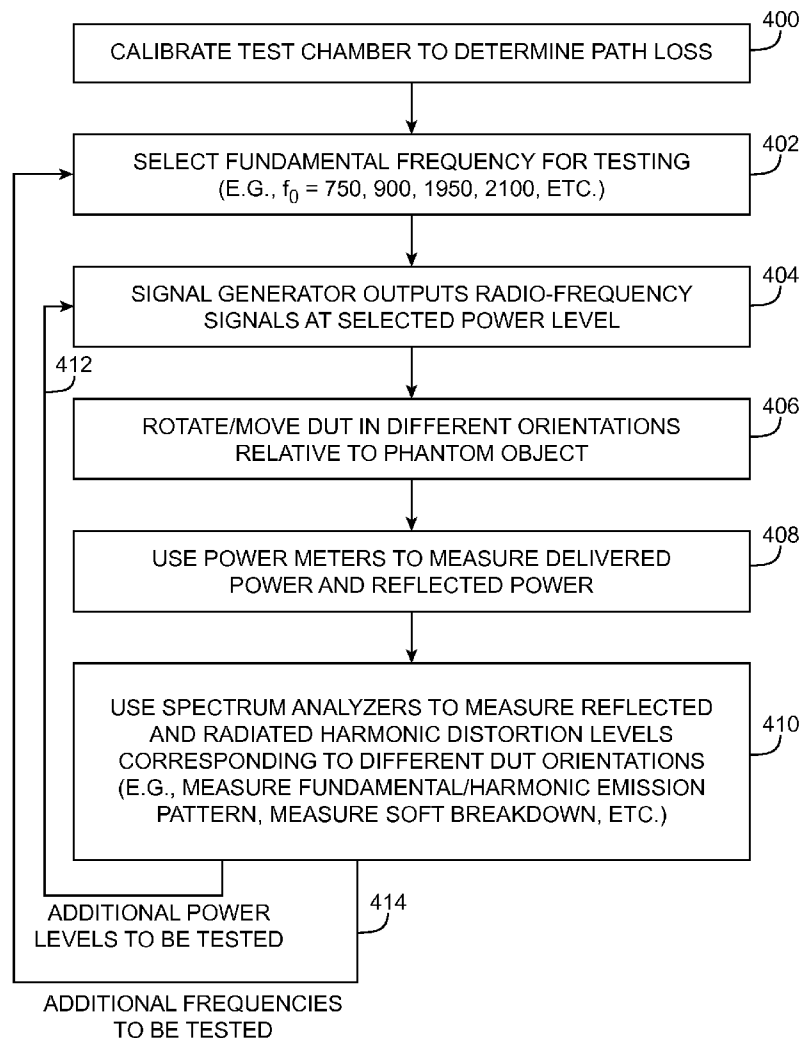 400
CALIBRATE TEST CHAMBER TO DETERMINE PATH LOSS
402
SELECT FUNDAMENTAL FREQUENCY FOR TESTING
(E.G., f0 = 750, 900, 1950, 2100, ETC.)
404
SIGNAL GENERATOR OUTPUTS RADIO-FREQUENCY
SIGNALS AT SELECTED POWER LEVEL
412
406
ROTATE/MOVE DUT IN DIFFERENT ORIENTATIONS
RELATIVE TO PHANTOM OBJECT
408
USE POWER METERS TO MEASURE DELIVERED
POWER AND REFLECTED POWER
410
USE SPECTRUM ANALYZERS TO MEASURE REFLECTED
AND RADIATED HARMONIC DISTORTION LEVELS
CORRESPONDING TO DIFFERENT DUT ORIENTATIONS
(E.G., MEASURE FUNDAMENTAL/HARMONIC EMISSION
PATTERN, MEASURE SOFT BREAKDOWN, ETC.)
414
ADDITIONAL POWER
LEVELS TO BE TESTED
ADDITIONAL FREQUENCIES
TO BE TESTED